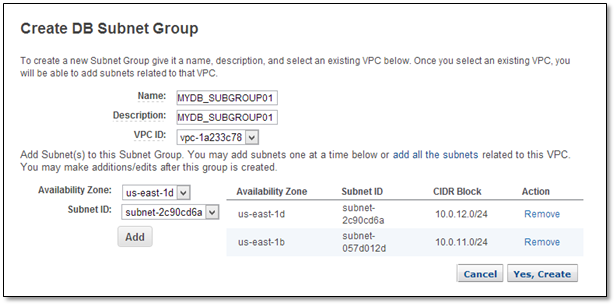 Create DB Subnet Group
To create a new Subnet Group give it a name, description, and select an existing VPC below. Once you select an existing VPC, you
will be able to add subnets related to that VPC.
Name: MYDB_SUBGROUP01
Description: MYDB_SUBGROUP01
VPC ID: vpc-1a233c78
Add Subnet(s) to this Subnet Group. You may add subnets one at a time below or add all the subnets related to this VPC.
You may make additions/edits after this group is created.
Availability Zone: us-east-1d
Subnet ID: subnet-2c90cd6a
Add
Availability Zone Subnet ID CIDR Block Action
us-east-1d subnet-2c90cd6a 10.0.12.0/24 Remove
us-east-1b subnet-057d012d 10.0.11.0/24 Remove
Cancel Yes, Create